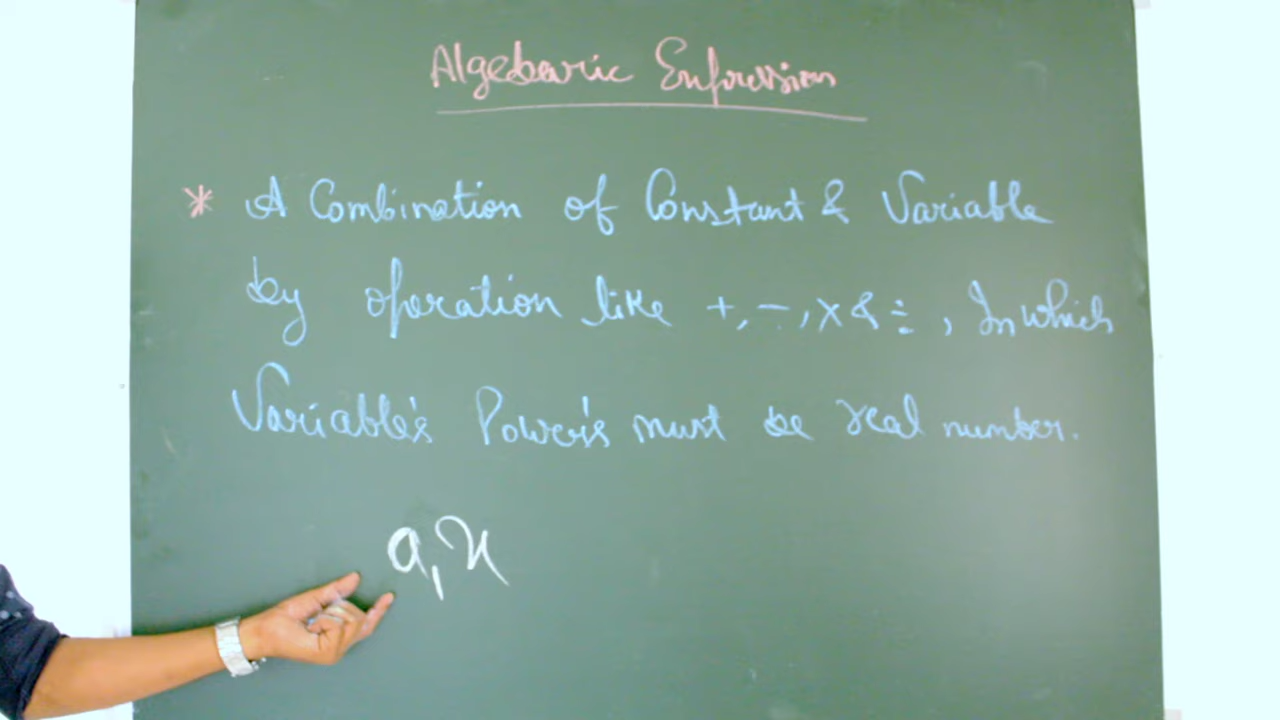 Algebaric Expression
* A Combination of Constant & Variable
by operation like +, -, × & ÷ , In which
Variable's Power's must be real number.
a, x